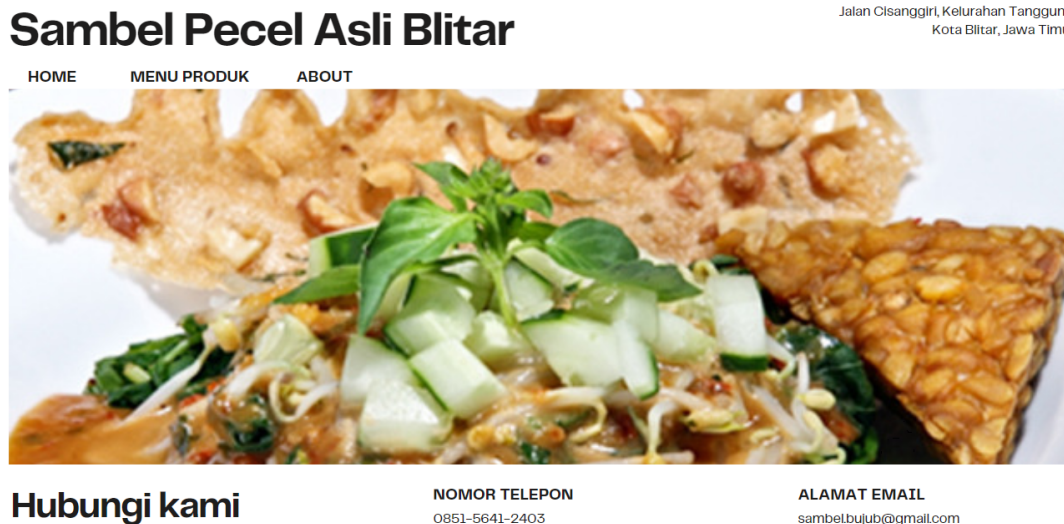 Sambel Pecel Asli Blitar
Jalan Cisanggiri, Kelurahan
Kota Blitar, Jawa
HOME MENU PRODUK ABOUT
Hubungi kami
NOMOR TELEPON
0851-5641-2403
ALAMAT EMAIL
sambel.bujub@gmail.com